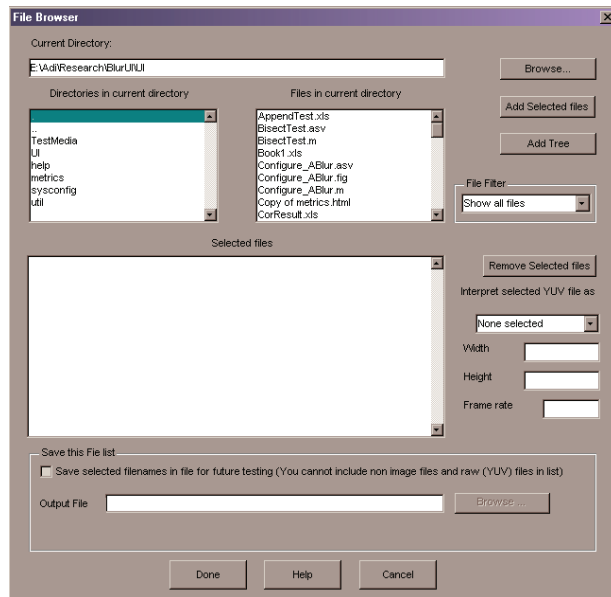 File Browser
Current Directory:
E:\Adi\Research\BlurUI\UI
Browse...
Directories in current directory
Files in current directory
Add Selected files
.
..
TestMedia
UI
help
metrics
sysconfig
util
AppendTest.xls
BisectTest.asv
BisectTest.m
Book1.xls
Configure_ABlur.asv
Configure_ABlur.fig
Configure_ABlur.m
Copy of metrics.html
CorResult.xls
Add Tree
File Filter
Show all files
Selected files
Remove Selected files
Interpret selected YUV file as
None selected
Width
Height
Frame rate
Save this Fie list
Save selected filenames in file for future testing (You cannot include non image files and raw (YUV) files in list)
Output File
Browse ...
Done
Help
Cancel